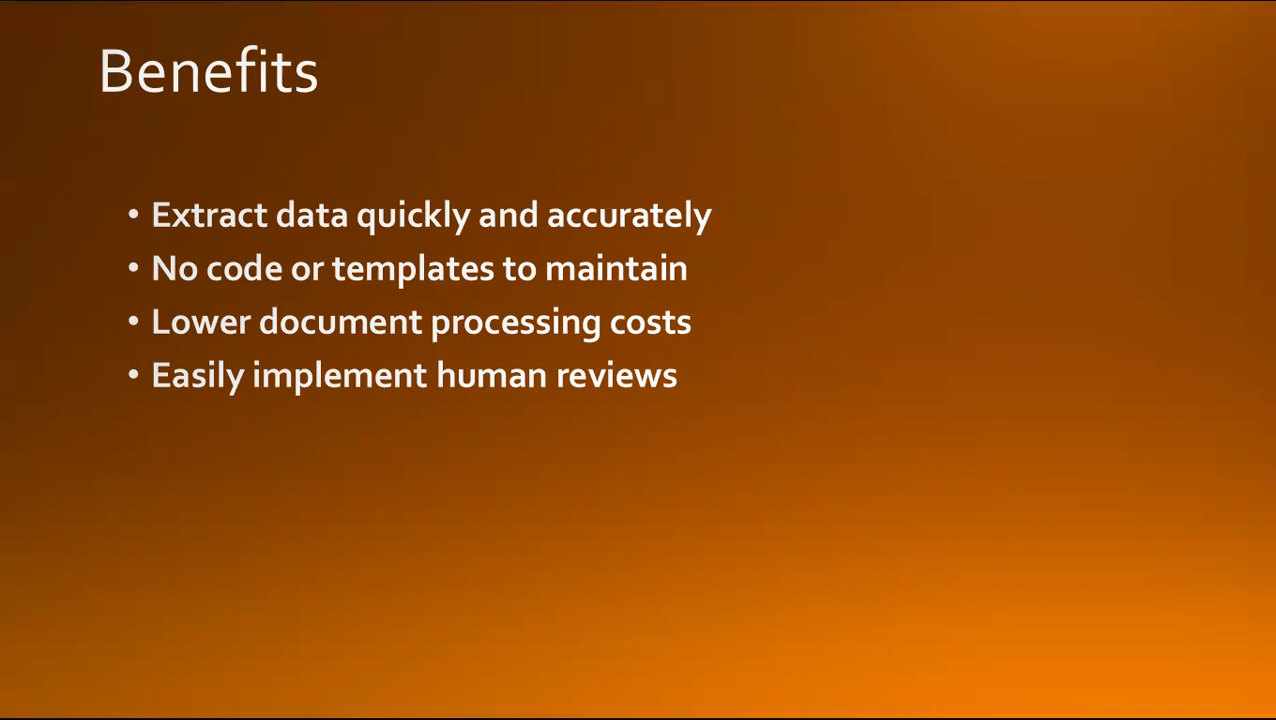 Benefits
• Extract data quickly and accurately
• No code or templates to maintain
• Lower document processing costs
• Easily implement human reviews